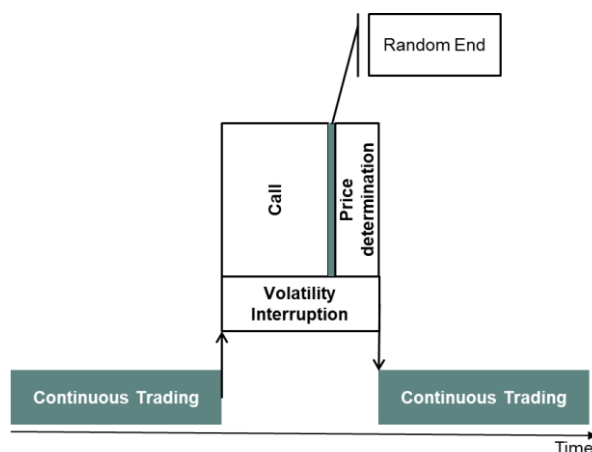 Random End
Call
Price
determination
Volatility
Interruption
Continuous Trading
Continuous Trading
Time